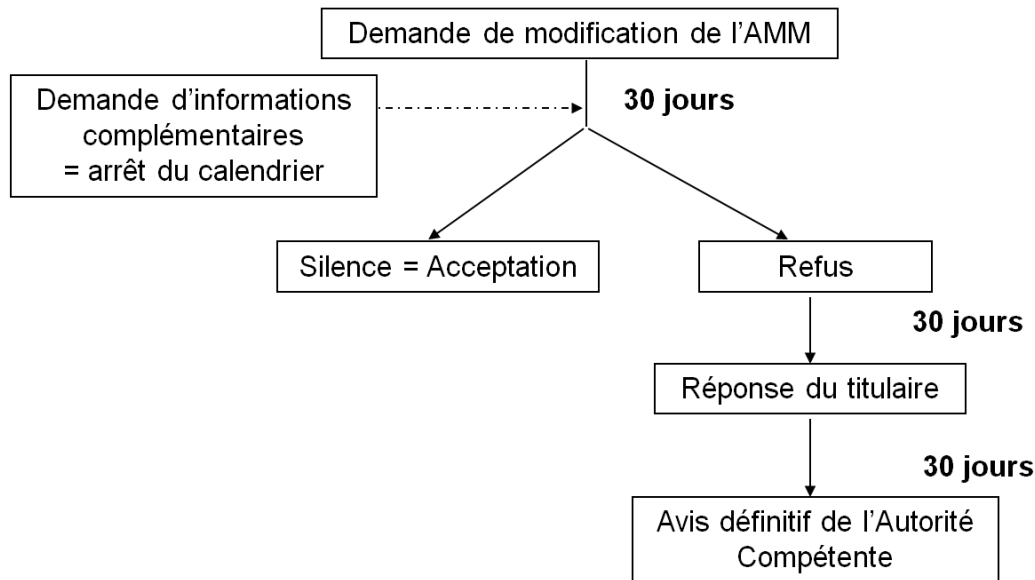 Demande de modification de l’AMM
Demande d’informations
complémentaires
= arrêt du calendrier
30 jours
Silence = Acceptation
Refus
30 jours
Réponse du titulaire
30 jours
Avis définitif de l’Autorité
Compétente